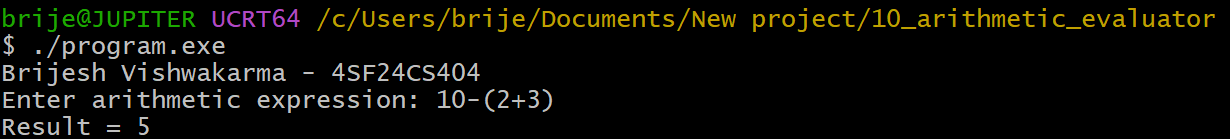 brije@JUPITER UCRT64 /c/Users/brije/Documents/New project/10_arithmetic_evaluator
$ ./program.exe
Brijesh Vishwakarma - 4SF24CS404
Enter arithmetic expression: 10-(2+3)
Result = 5